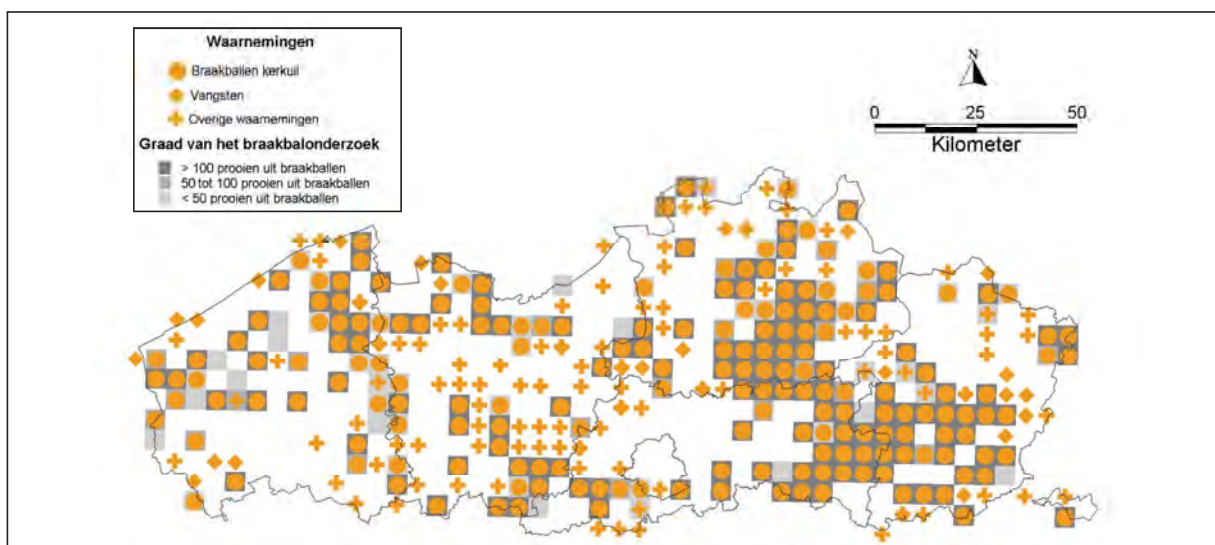 Waarnemingen
Braakballen kerkuil
Vangsten
Overige waarnemingen
Graad van het braakbalonderzoek
> 100 prooien uit braakballen
50 tot 100 prooien uit braakballen
< 50 prooien uit braakballen
N
0 25 50
Kilometer